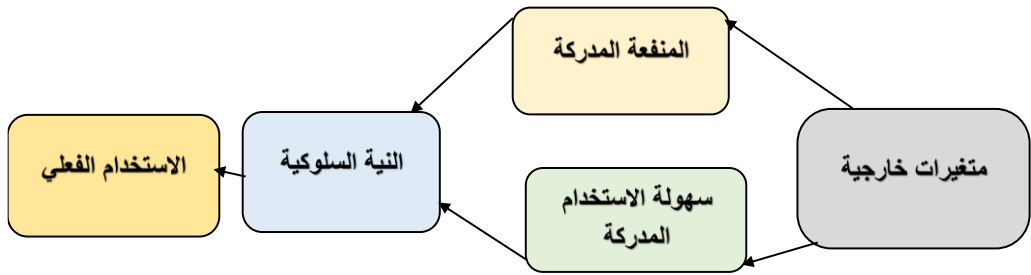 متغيرات خارجية
المنفعة المدركة
سهولة الاستخدام
المدركة
النية السلوكية
الاستخدام الفعلي